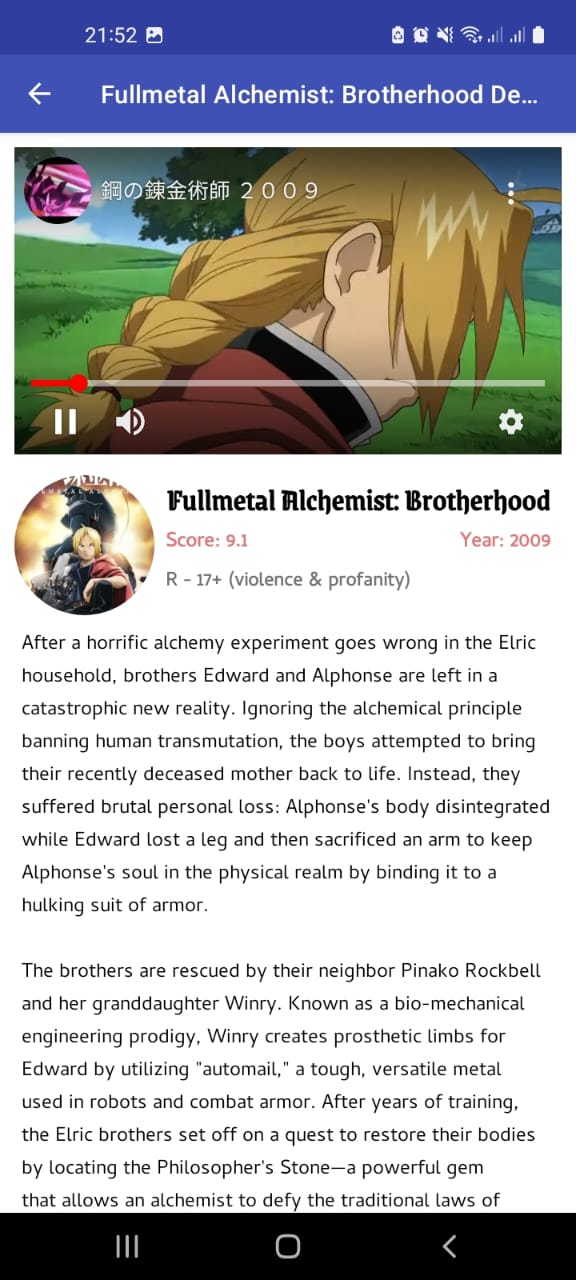 21:52
Fullmetal Alchemist: Brotherhood De...
鋼の錬金術師 ２００９
Fullmetal Alchemist: Brotherhood
Score: 9.1
Year: 2009
R - 17+ (violence & profanity)
After a horrific alchemy experiment goes wrong in the Elric
household, brothers Edward and Alphonse are left in a
catastrophic new reality. Ignoring the alchemical principle
banning human transmutation, the boys attempted to bring
their recently deceased mother back to life. Instead, they
suffered brutal personal loss: Alphonse's body disintegrated
while Edward lost a leg and then sacrificed an arm to keep
Alphonse's soul in the physical realm by binding it to a
hulking suit of armor.
The brothers are rescued by their neighbor Pinako Rockbell
and her granddaughter Winry. Known as a bio-mechanical
engineering prodigy, Winry creates prosthetic limbs for
Edward by utilizing "automail," a tough, versatile metal
used in robots and combat armor. After years of training,
the Elric brothers set off on a quest to restore their bodies
by locating the Philosopher's Stone—a powerful gem
that allows an alchemist to defy the traditional laws of